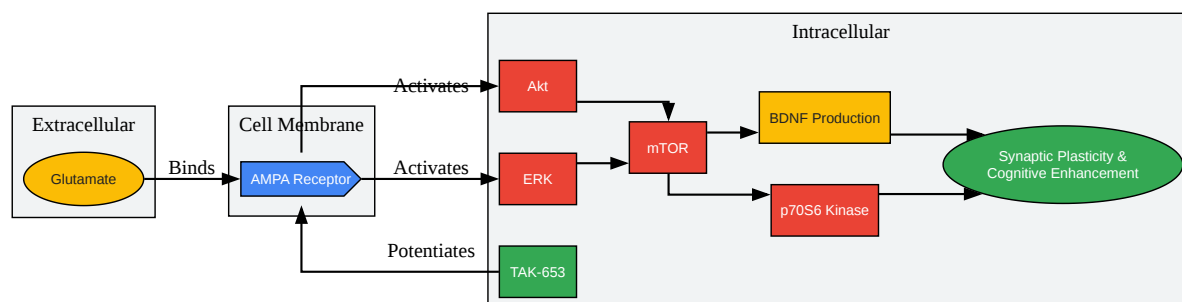 Extracellular
Glutamate
Binds
Cell Membrane
AMPA Receptor
Activates
Activates
Potentiates
Intracellular
Akt
ERK
TAK-653
mTOR
BDNF Production
p70S6 Kinase
Synaptic Plasticity &
Cognitive Enhancement